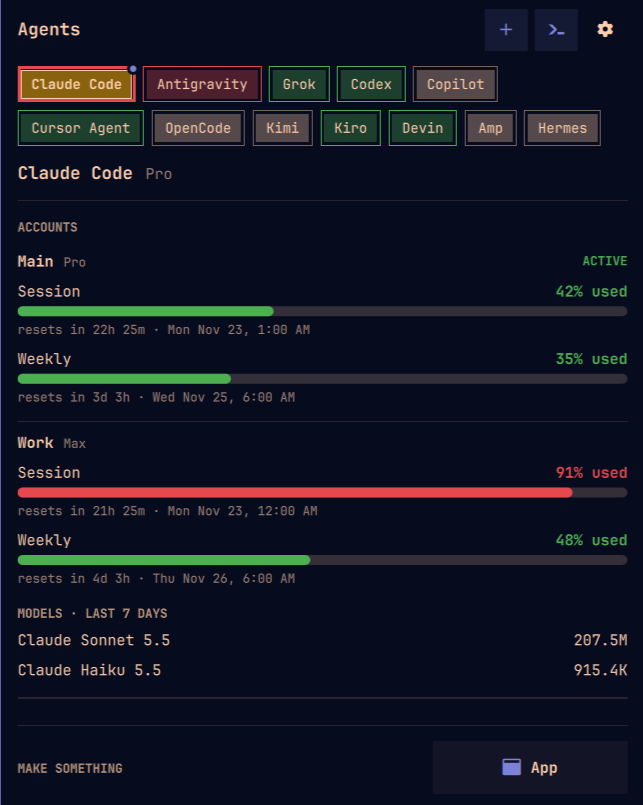 Agents
Claude Code Antigravity Grok Codex Copilot
Cursor Agent OpenCode Kimi Kiro Devin Amp Hermes
Claude Code Pro
ACCOUNTS
Main Pro ACTIVE
Session 42% used
resets in 22h 25m · Mon Nov 23, 1:00 AM
Weekly 35% used
resets in 3d 3h · Wed Nov 25, 6:00 AM
Work Max
Session 91% used
resets in 21h 25m · Mon Nov 23, 12:00 AM
Weekly 48% used
resets in 4d 3h · Thu Nov 26, 6:00 AM
MODELS · LAST 7 DAYS
Claude Sonnet 5.5 207.5M
Claude Haiku 5.5 915.4K
MAKE SOMETHING App